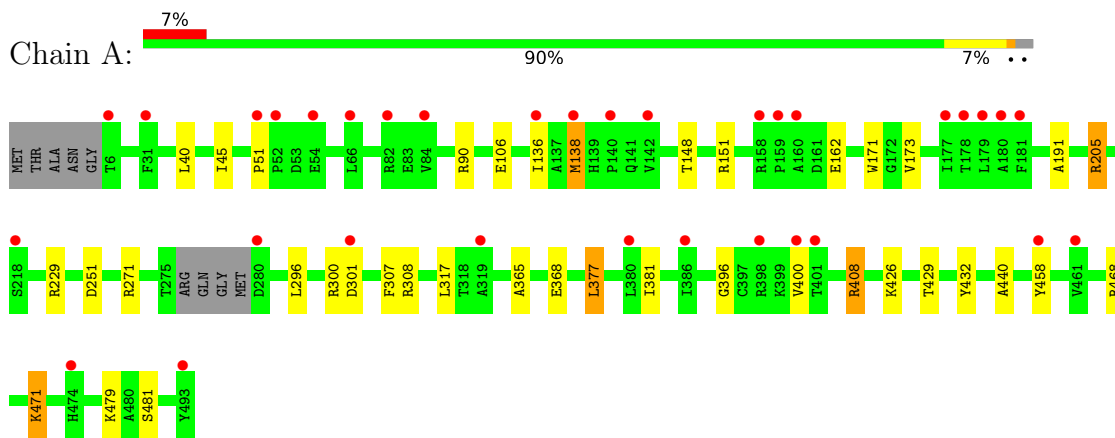 7%
Chain A:
90% 7% • •
MET THR ALA ASN GLY T6 F31 L40 I45 P51 P52 D53 E54 L66 R82 E83 V84 R90 E106 I136 A137 M138 H139 P140 Q141 V142 T148 R151 R158 P159 A160 D161 E162 W171 G172 V173 I177 T178 L179 A180 F181 A191 R205
S218 R229 D251 R271 T275 ARG GLN GLY MET D280 L296 R300 D301 F307 R308 L317 T318 A319 A365 E368 L377 L380 I381 I386 G396 C397 R398 K399 V400 T401 R408 K426 T429 Y432 A440 Y458 V461
K471 H474 K479 A480 S481 Y493